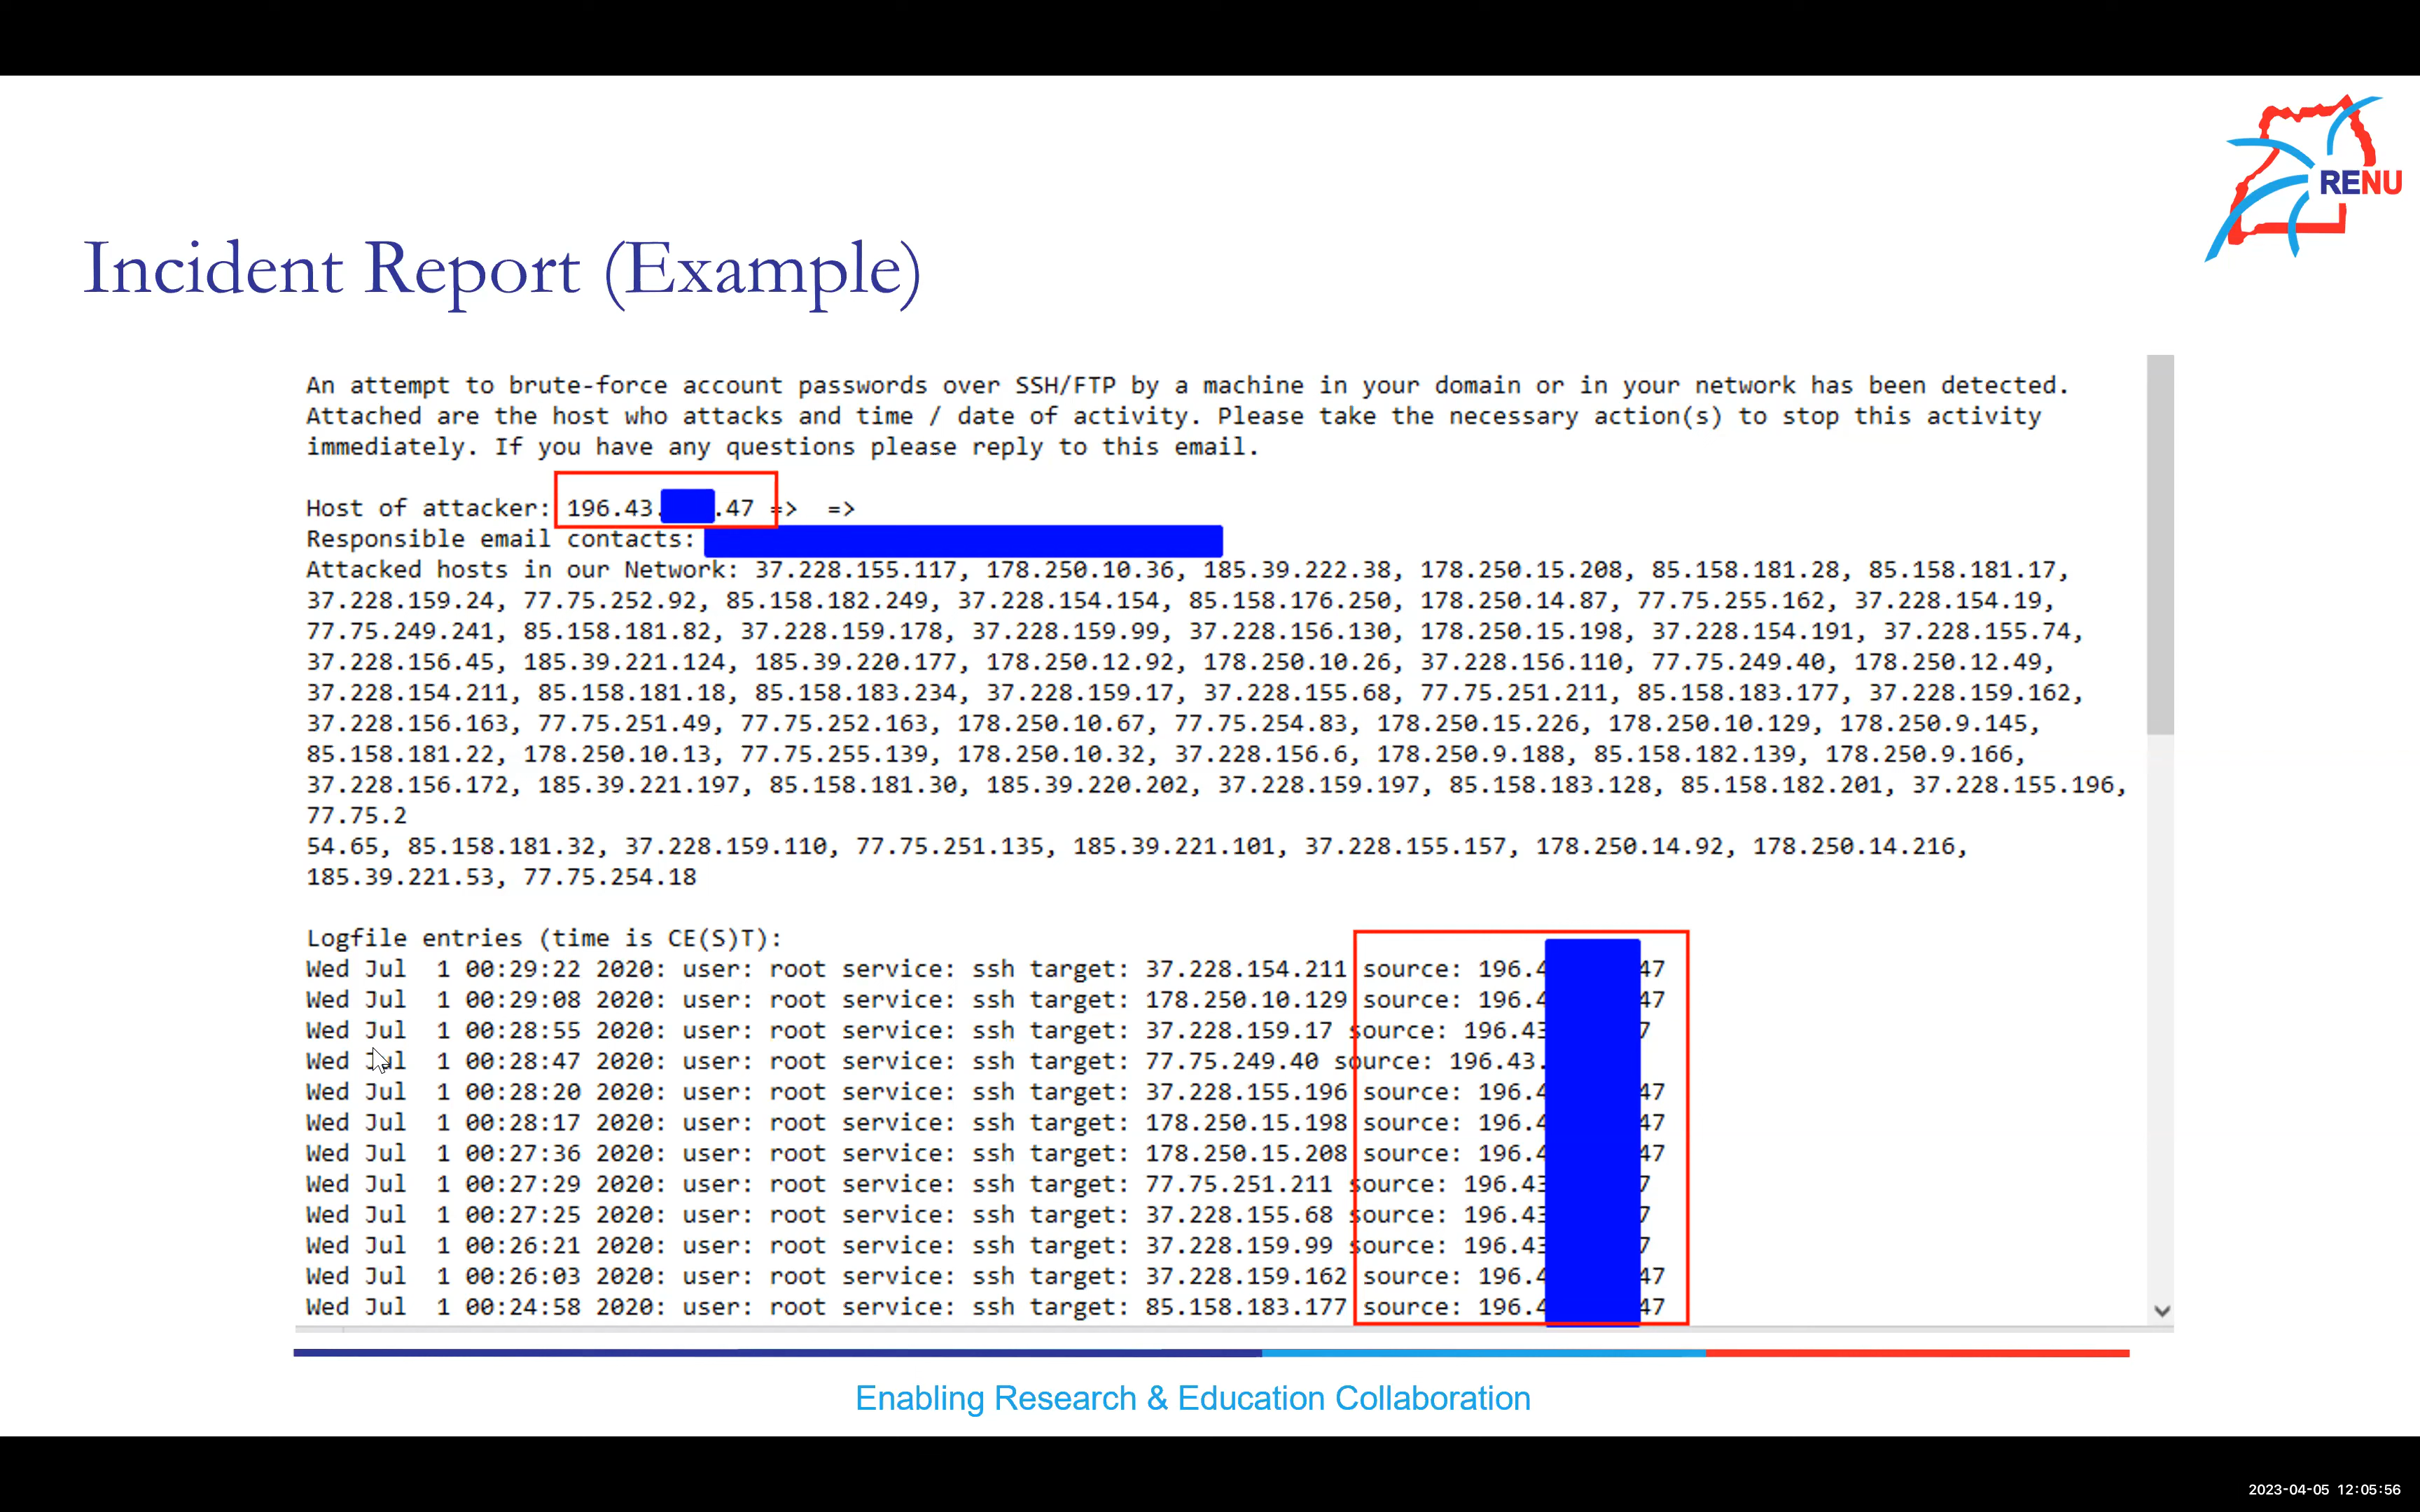 RENU
Incident Report (Example)
An attempt to brute-force account passwords over SSH/FTP by a machine in your domain or in your network has been detected.
Attached are the host who attacks and time / date of activity. Please take the necessary action(s) to stop this activity
immediately. If you have any questions please reply to this email.
Host of attacker: 196.43. .47 => =>
Responsible email contacts:
Attacked hosts in our Network: 37.228.155.117, 178.250.10.36, 185.39.222.38, 178.250.15.208, 85.158.181.28, 85.158.181.17,
37.228.159.24, 77.75.252.92, 85.158.182.249, 37.228.154.154, 85.158.176.250, 178.250.14.87, 77.75.255.162, 37.228.154.19,
77.75.249.241, 85.158.181.82, 37.228.159.178, 37.228.159.99, 37.228.156.130, 178.250.15.198, 37.228.154.191, 37.228.155.74,
37.228.156.45, 185.39.221.124, 185.39.220.177, 178.250.12.92, 178.250.10.26, 37.228.156.110, 77.75.249.40, 178.250.12.49,
37.228.154.211, 85.158.181.18, 85.158.183.234, 37.228.159.17, 37.228.155.68, 77.75.251.211, 85.158.183.177, 37.228.159.162,
37.228.156.163, 77.75.251.49, 77.75.252.163, 178.250.10.67, 77.75.254.83, 178.250.15.226, 178.250.10.129, 178.250.9.145,
85.158.181.22, 178.250.10.13, 77.75.255.139, 178.250.10.32, 37.228.156.6, 178.250.9.188, 85.158.182.139, 178.250.9.166,
37.228.156.172, 185.39.221.197, 85.158.181.30, 185.39.220.202, 37.228.159.197, 85.158.183.128, 85.158.182.201, 37.228.155.196,
77.75.2
54.65, 85.158.181.32, 37.228.159.110, 77.75.251.135, 185.39.221.101, 37.228.155.157, 178.250.14.92, 178.250.14.216,
185.39.221.53, 77.75.254.18
Logfile entries (time is CE(S)T):
Wed Jul 1 00:29:22 2020: user: root service: ssh target: 37.228.154.211 source: 196.4 47
Wed Jul 1 00:29:08 2020: user: root service: ssh target: 178.250.10.129 source: 196.4 47
Wed Jul 1 00:28:55 2020: user: root service: ssh target: 37.228.159.17 source: 196.43 7
Wed Jul 1 00:28:47 2020: user: root service: ssh target: 77.75.249.40 source: 196.43.
Wed Jul 1 00:28:20 2020: user: root service: ssh target: 37.228.155.196 source: 196.4 47
Wed Jul 1 00:28:17 2020: user: root service: ssh target: 178.250.15.198 source: 196.4 47
Wed Jul 1 00:27:36 2020: user: root service: ssh target: 178.250.15.208 source: 196.4 47
Wed Jul 1 00:27:29 2020: user: root service: ssh target: 77.75.251.211 source: 196.43 7
Wed Jul 1 00:27:25 2020: user: root service: ssh target: 37.228.155.68 source: 196.43 7
Wed Jul 1 00:26:21 2020: user: root service: ssh target: 37.228.159.99 source: 196.43 7
Wed Jul 1 00:26:03 2020: user: root service: ssh target: 37.228.159.162 source: 196.4 47
Wed Jul 1 00:24:58 2020: user: root service: ssh target: 85.158.183.177 source: 196.4 47
Enabling Research & Education Collaboration
2023-04-05 12:05:56